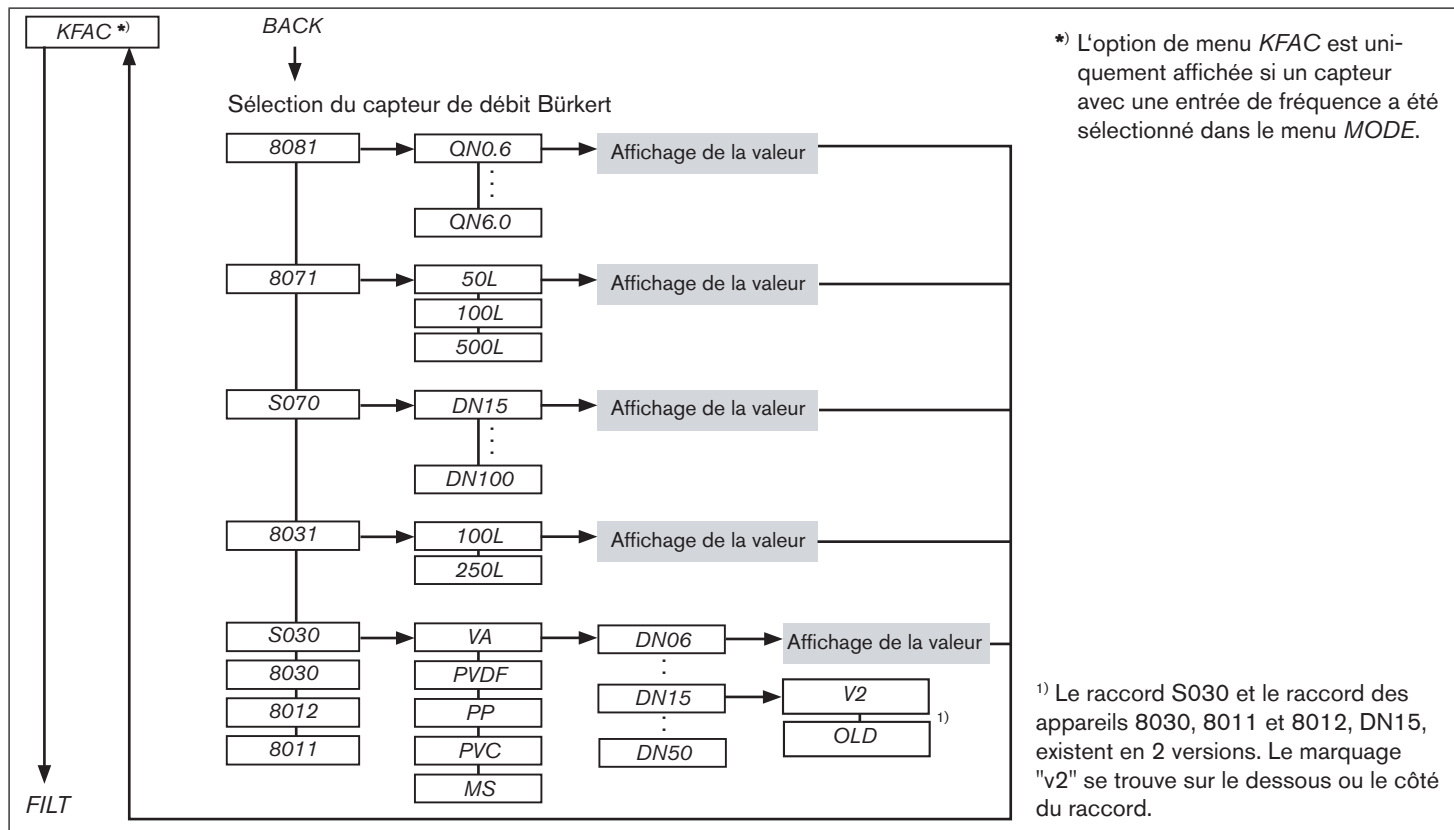 KFAC *)
BACK
*) L'option de menu KFAC est uni-
quement affichée si un capteur
avec une entrée de fréquence a été
sélectionné dans le menu MODE.
Sélection du capteur de débit Bürkert
8081
QN0.6
Affichage de la valeur
QN6.0
8071
50L
Affichage de la valeur
100L
500L
S070
DN15
Affichage de la valeur
DN100
8031
100L
Affichage de la valeur
250L
S030
VA
DN06
Affichage de la valeur
8030
PVDF
8012
PP
DN15
V2
8011
PVC
DN50
OLD
1)
MS
1) Le raccord S030 et le raccord des
appareils 8030, 8011 et 8012, DN15,
existent en 2 versions. Le marquage
"v2" se trouve sur le dessous ou le côté
du raccord.
FILT